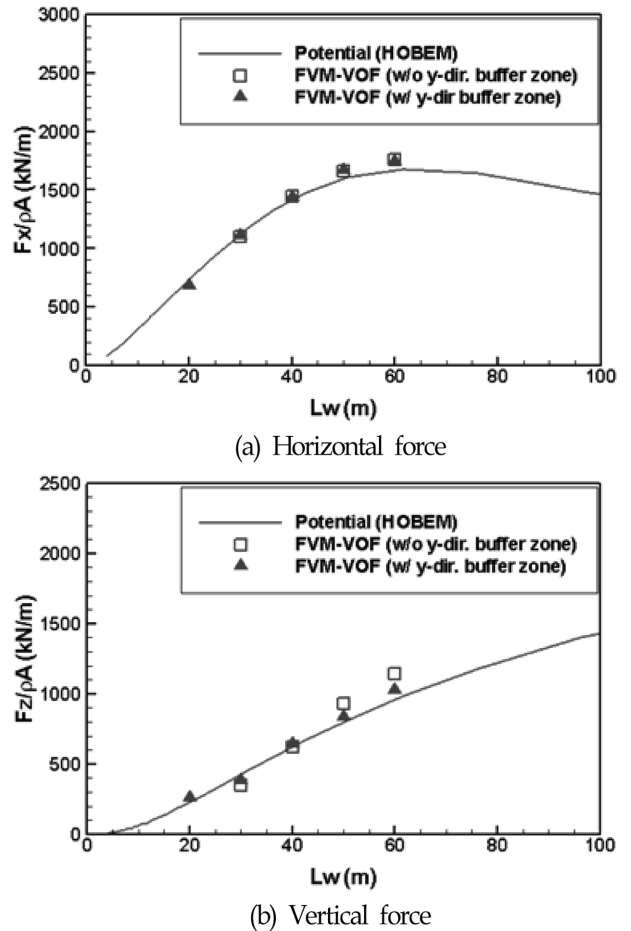 3000
2500
2000
1500
1000
500
0
Fx/ρA (kN/m)
Potential (HOBEM)
FVM-VOF (w/o y-dir. buffer zone)
FVM-VOF (w/ y-dir buffer zone)
0 20 40 60 80 100
Lw (m)
(a) Horizontal force
2500
2000
1500
1000
500
0
Fz/ρA (kN/m)
Potential (HOBEM)
FVM-VOF (w/o y-dir. buffer zone)
FVM-VOF (w/ y-dir. buffer zone)
0 20 40 60 80 100
Lw (m)
(b) Vertical force